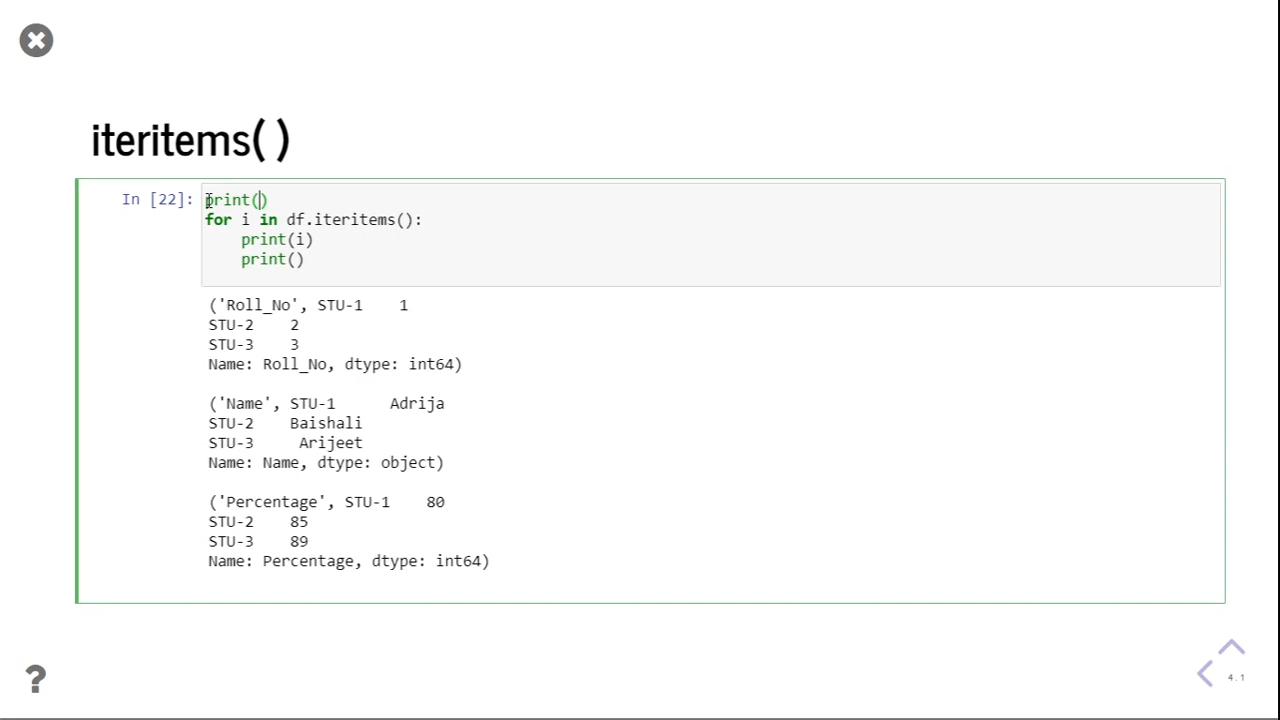 iteritems( )
In [22]: print()
for i in df.iteritems():
    print(i)
    print()
('Roll_No', STU-1    1
STU-2    2
STU-3    3
Name: Roll_No, dtype: int64)
('Name', STU-1      Adrija
STU-2    Baishali
STU-3     Arijeet
Name: Name, dtype: object)
('Percentage', STU-1    80
STU-2    85
STU-3    89
Name: Percentage, dtype: int64)
?
4.1